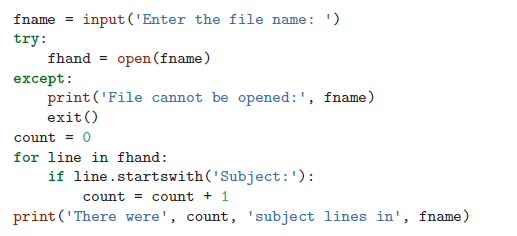 fname = input('Enter the file name: ')
try:
    fhand = open(fname)
except:
    print('File cannot be opened:', fname)
    exit()
count = 0
for line in fhand:
    if line.startswith('Subject:'):
        count = count + 1
print('There were', count, 'subject lines in', fname)